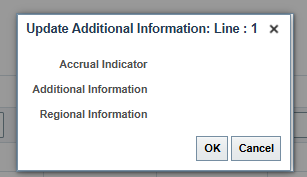 Update Additional Information: Line : 1
Accrual Indicator
Additional Information
Regional Information
OK Cancel